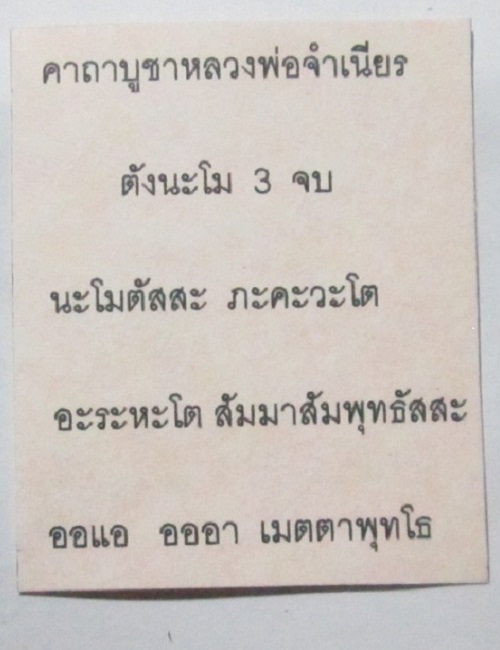 คาถาบูชาหลวงพ่อจำเนียร
ตังนะโม 3 จบ
นะโมตัสสะ ภะคะวะโต
อะระหะโต สัมมาสัมพุทธัสสะ
ออแอ อออา เมตตาพุทโธ